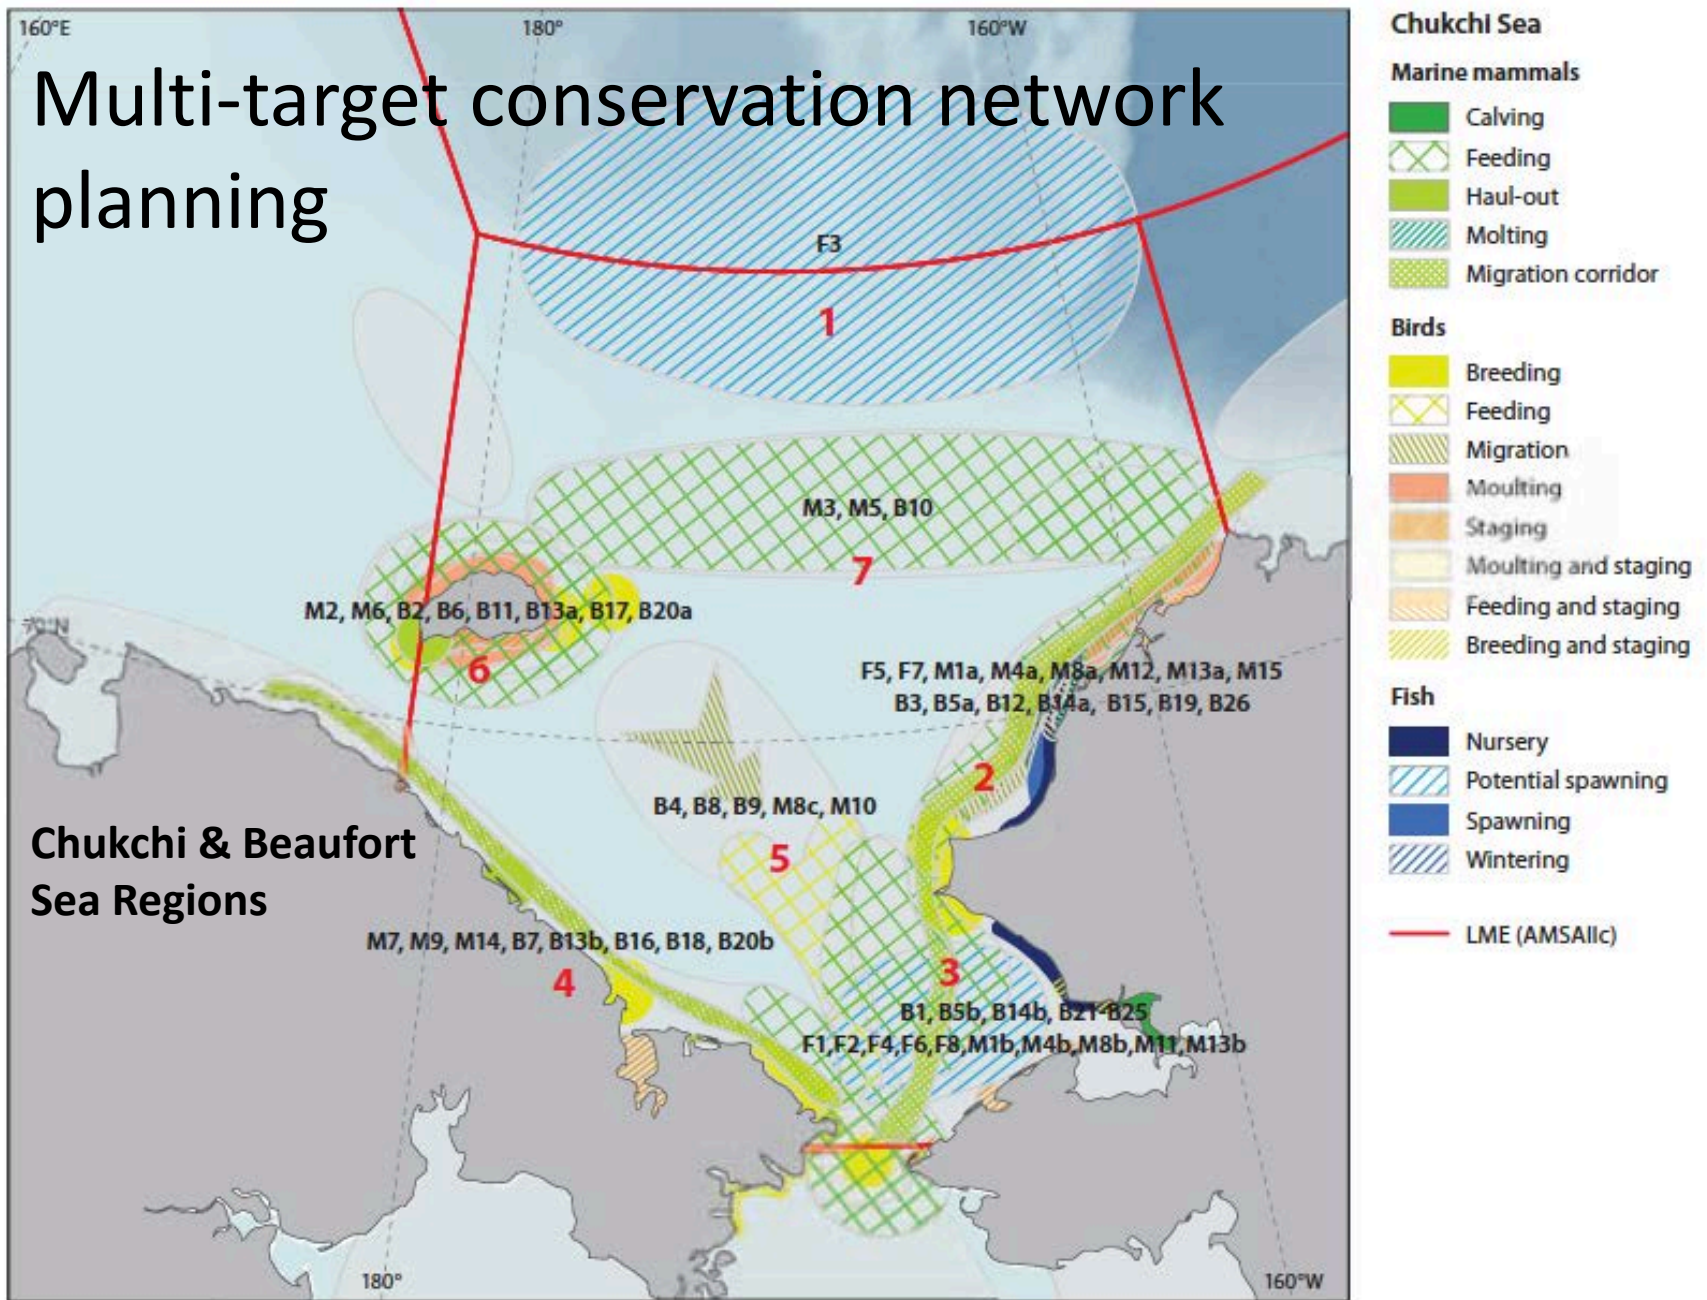 160°E
180°
160°W
Multi-target conservation network
planning
F3
1
M3, M5, B10
7
M2, M6, B2, B6, B11, B13a, B17, B20a
70°N
6
F5, F7, M1a, M4a, M8a, M12, M13a, M15
B3, B5a, B12, B14a, B15, B19, B26
2
B4, B8, B9, M8c, M10
5
Chukchi & Beaufort
Sea Regions
M7, M9, M14, B7, B13b, B16, B18, B20b
4
3
B1, B5b, B14b, B21-B25
F1,F2,F4,F6,F8,M1b,M4b,M8b,M11,M13b
180°
160°W
Chukchi Sea
Marine mammals
Calving
Feeding
Haul-out
Molting
Migration corridor
Birds
Breeding
Feeding
Migration
Moulting
Staging
Moulting and staging
Feeding and staging
Breeding and staging
Fish
Nursery
Potential spawning
Spawning
Wintering
LME (AMSAIIc)